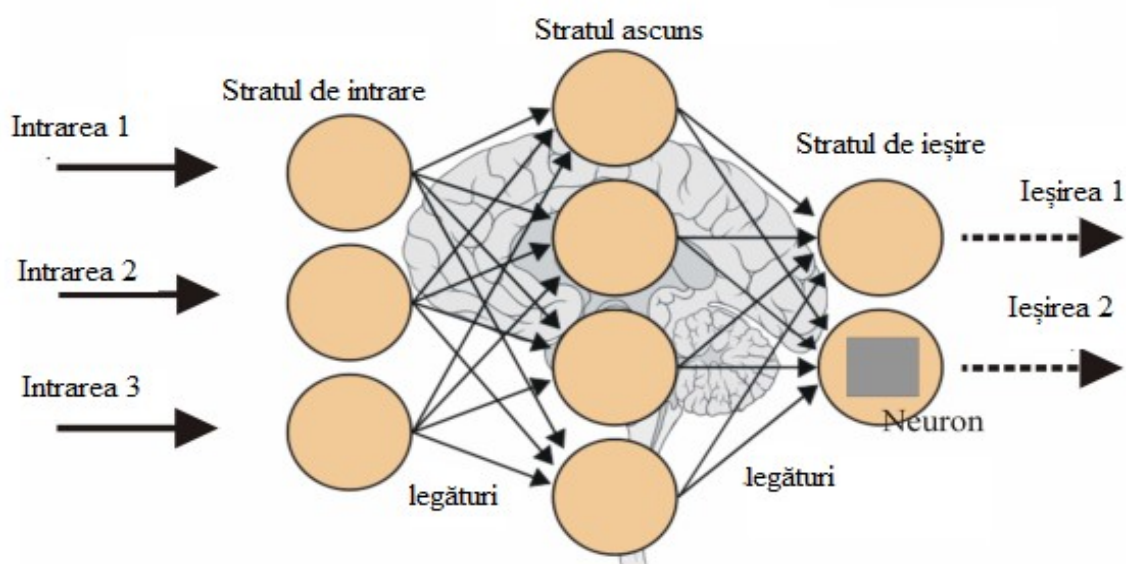 Stratul ascuns
Stratul de intrare
Intrarea 1
Stratul de ieșire
Ieșirea 1
Intrarea 2
Ieșirea 2
Intrarea 3
Neuron
legături
legături